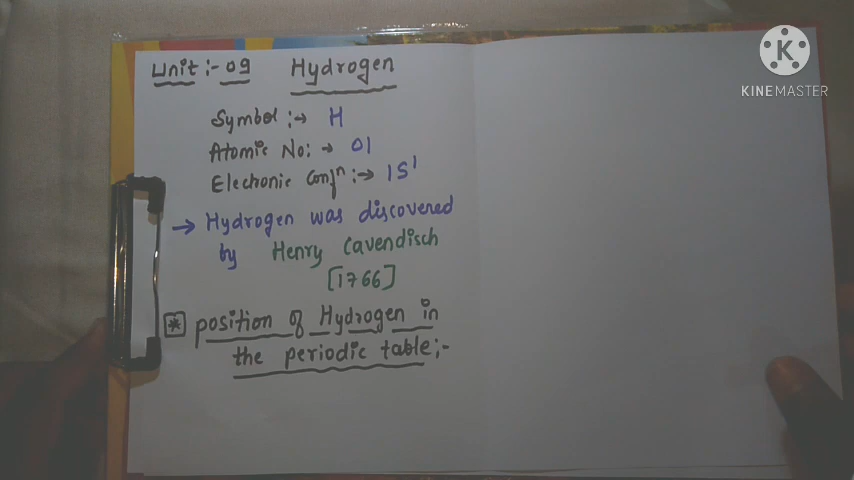 Unit :- 09 Hydrogen
Symbol :→ H
Atomic No: → 01
Electronic Confⁿ :→ 1S¹
→ Hydrogen was discovered
by Henry Cavendisch
[1766]
* position of Hydrogen in
the periodic table :-
K
KINEMASTER